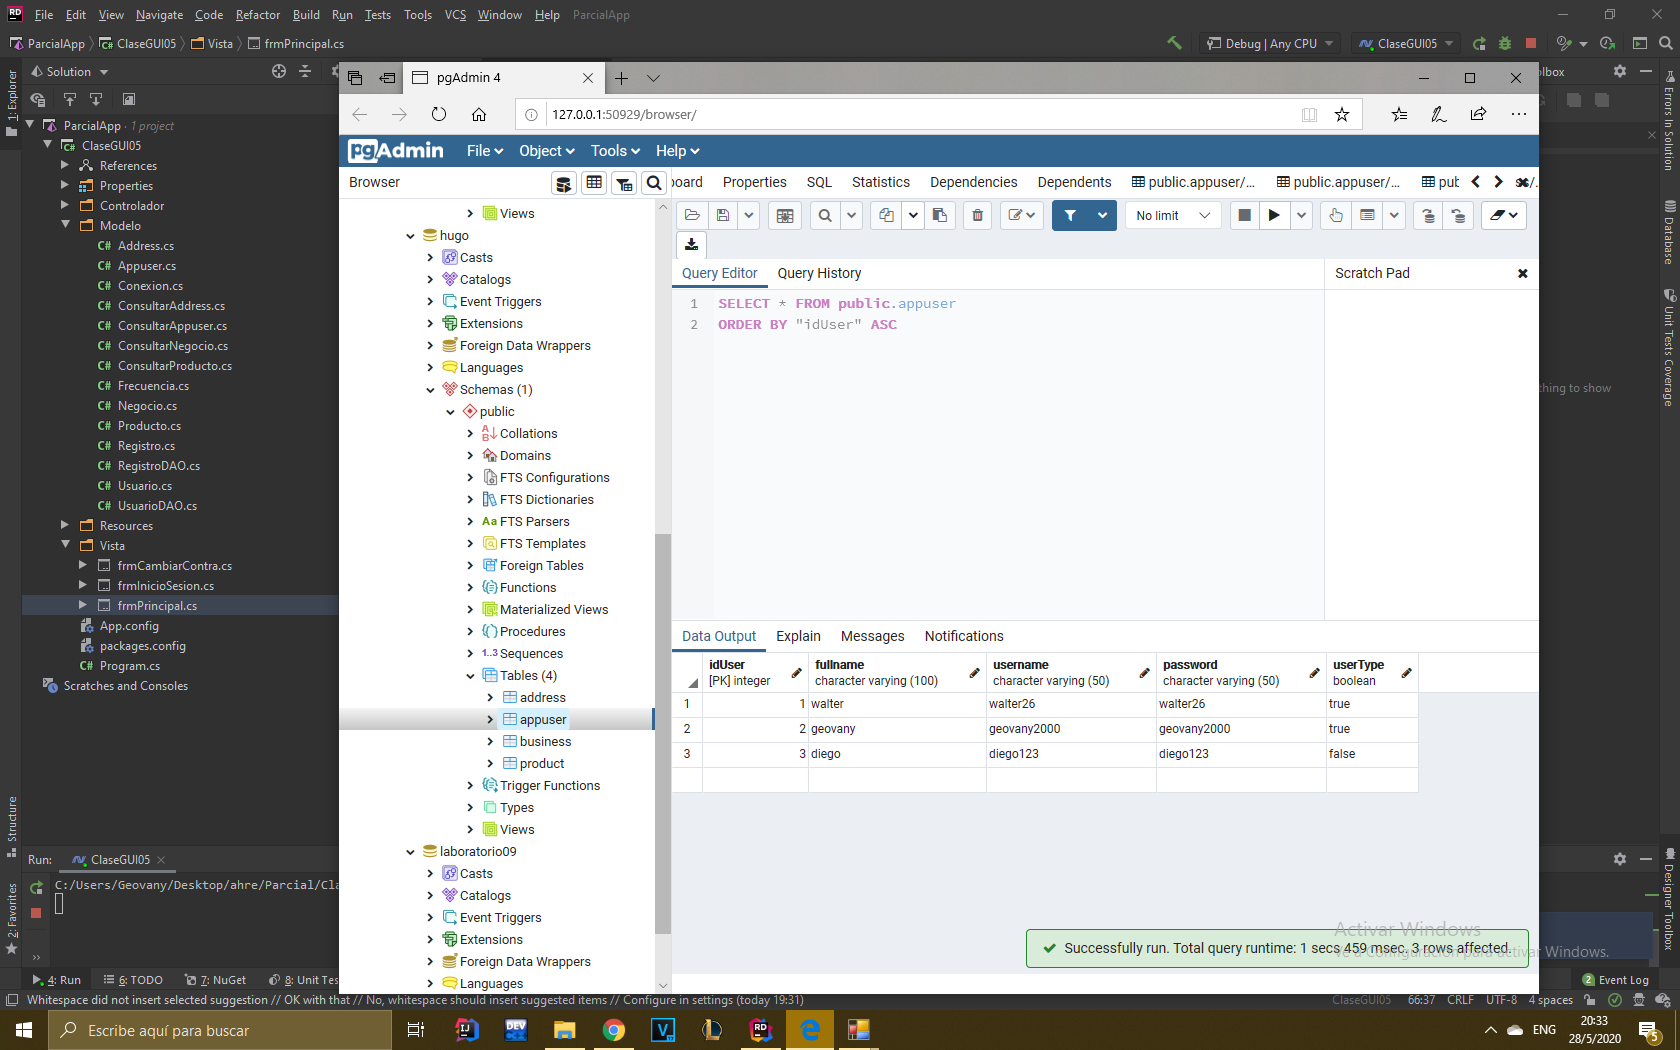 File Edit View Navigate Code Refactor Build Run Tests Tools VCS Window Help ParcialApp
ParcialApp ClaseGUI05 Vista frmPrincipal.cs Debug | Any CPU ClaseGUI05
Solution
1: Explorer
ParcialApp · 1 project
ClaseGUI05
References
Properties
Controlador
Modelo
Address.cs
Appuser.cs
Conexion.cs
ConsultarAddress.cs
ConsultarAppuser.cs
ConsultarNegocio.cs
ConsultarProducto.cs
Frecuencia.cs
Negocio.cs
Producto.cs
Registro.cs
RegistroDAO.cs
Usuario.cs
UsuarioDAO.cs
Resources
Vista
frmCambiarContra.cs
frmInicioSesion.cs
frmPrincipal.cs
App.config
packages.config
Program.cs
Scratches and Consoles
Structure
2: Favorites
pgAdmin 4
127.0.0.1:50929/browser/
pgAdmin File Object Tools Help
Browser
board Properties SQL Statistics Dependencies Dependents public.appuser/... public.appuser/... pub s/.
Views
hugo
Casts
Catalogs
Event Triggers
Extensions
Foreign Data Wrappers
Languages
Schemas (1)
public
Collations
Domains
FTS Configurations
FTS Dictionaries
FTS Parsers
FTS Templates
Foreign Tables
Functions
Materialized Views
Procedures
1..3 Sequences
Tables (4)
address
appuser
business
product
Trigger Functions
Types
Views
laboratorio09
Casts
Catalogs
Event Triggers
Extensions
Foreign Data Wrappers
Languages
No limit
Query Editor Query History Scratch Pad
1 SELECT * FROM public.appuser
2 ORDER BY "idUser" ASC
Data Output Explain Messages Notifications
idUser fullname username password userType
[PK] integer character varying (100) character varying (50) character varying (50) boolean
1 1 walter walter26 walter26 true
2 2 geovany geovany2000 geovany2000 true
3 3 diego diego123 diego123 false
Activar Windows
Ve a Configuración para activar Windows.
Successfully run. Total query runtime: 1 secs 459 msec. 3 rows affected.
lbox
Errors In Solution
Database
Unit Tests Coverage
Designer Toolbox
thing to show
Run: ClaseGUI05
C:/Users/Geovany/Desktop/ahre/Parcial/Cla
4: Run 6: TODO 7: NuGet 8: Unit Tes 2 Event Log
Whitespace did not insert selected suggestion // OK with that // No, whitespace should insert suggested items // Configure in settings (today 19:31) ClaseGUI05 66:37 CRLF UTF-8 4 spaces
Escribe aquí para buscar
DEV
ENG
20:33
28/5/2020
5